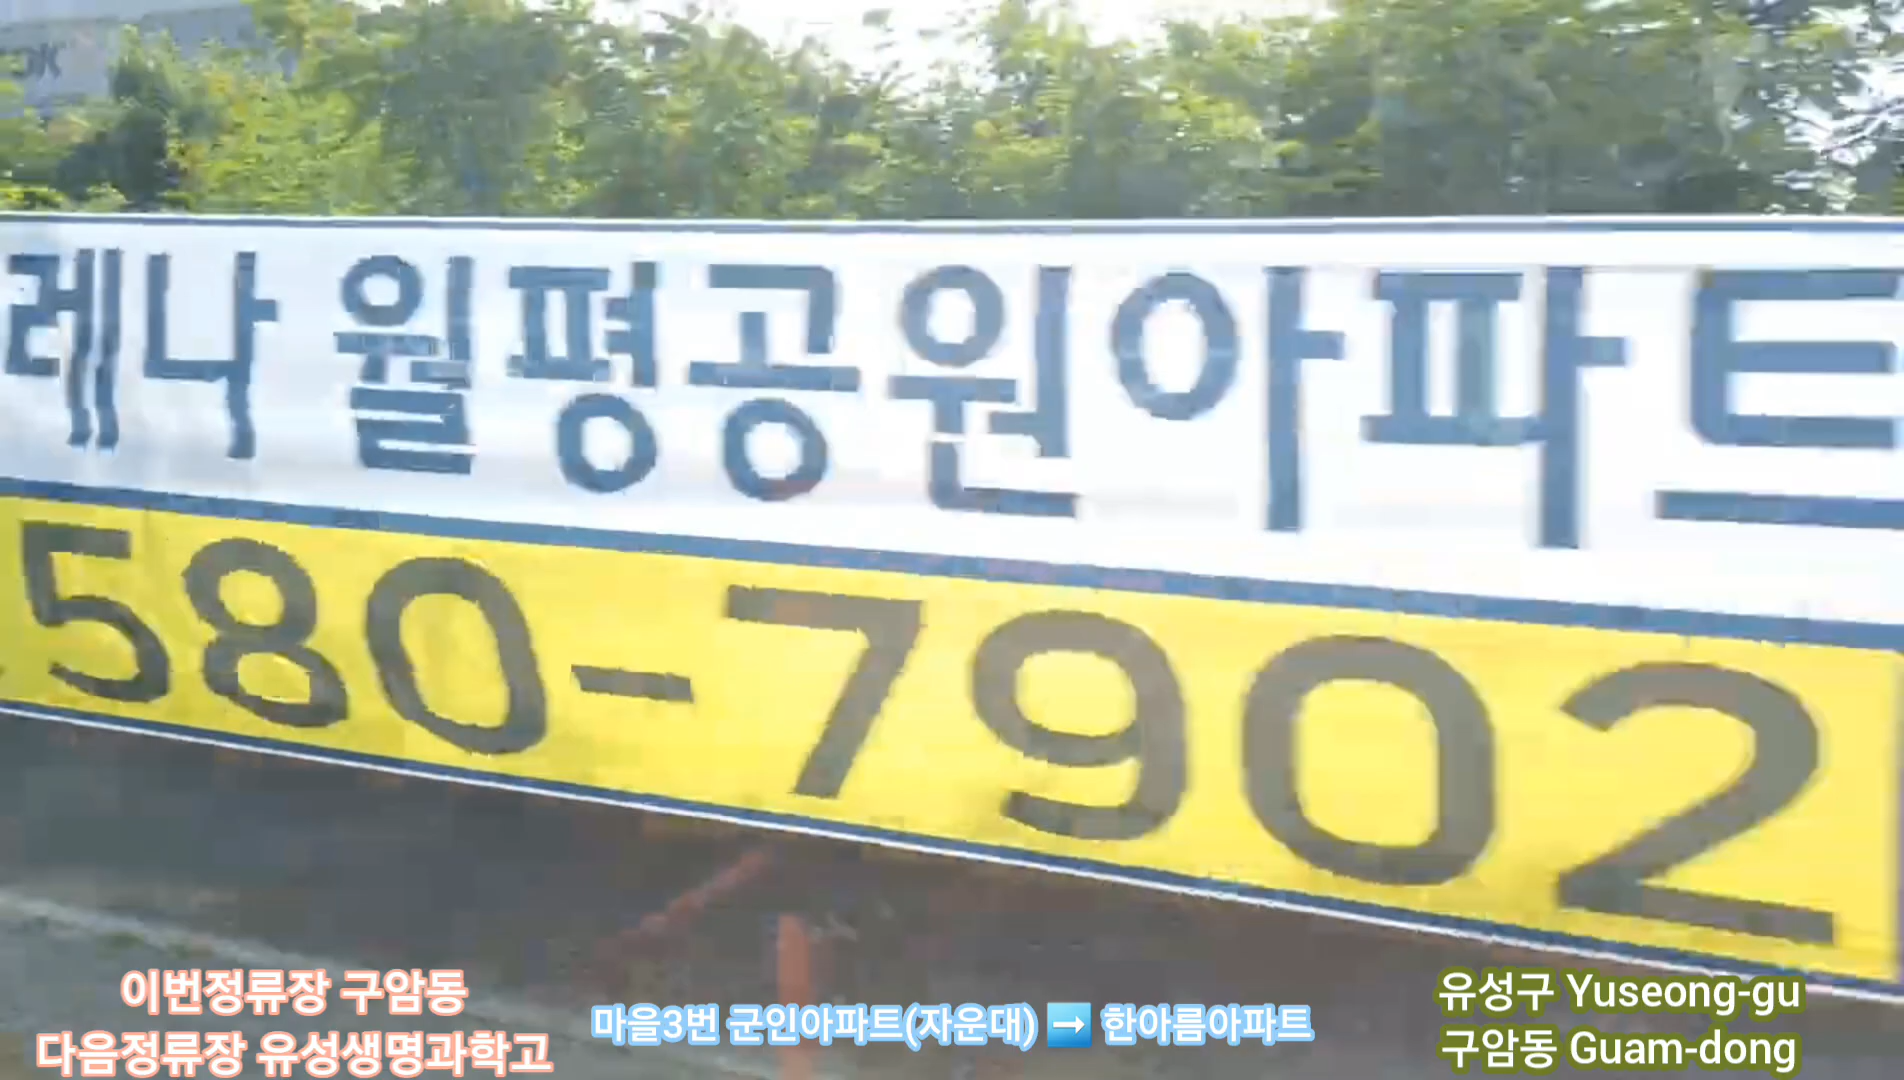 레나 월평공원아파트
580-7902
이번정류장 구암동
다음정류장 유성생명과학고
마을3번 군인아파트(자운대) ➡ 한아름아파트
유성구 Yuseong-gu
구암동 Guam-dong